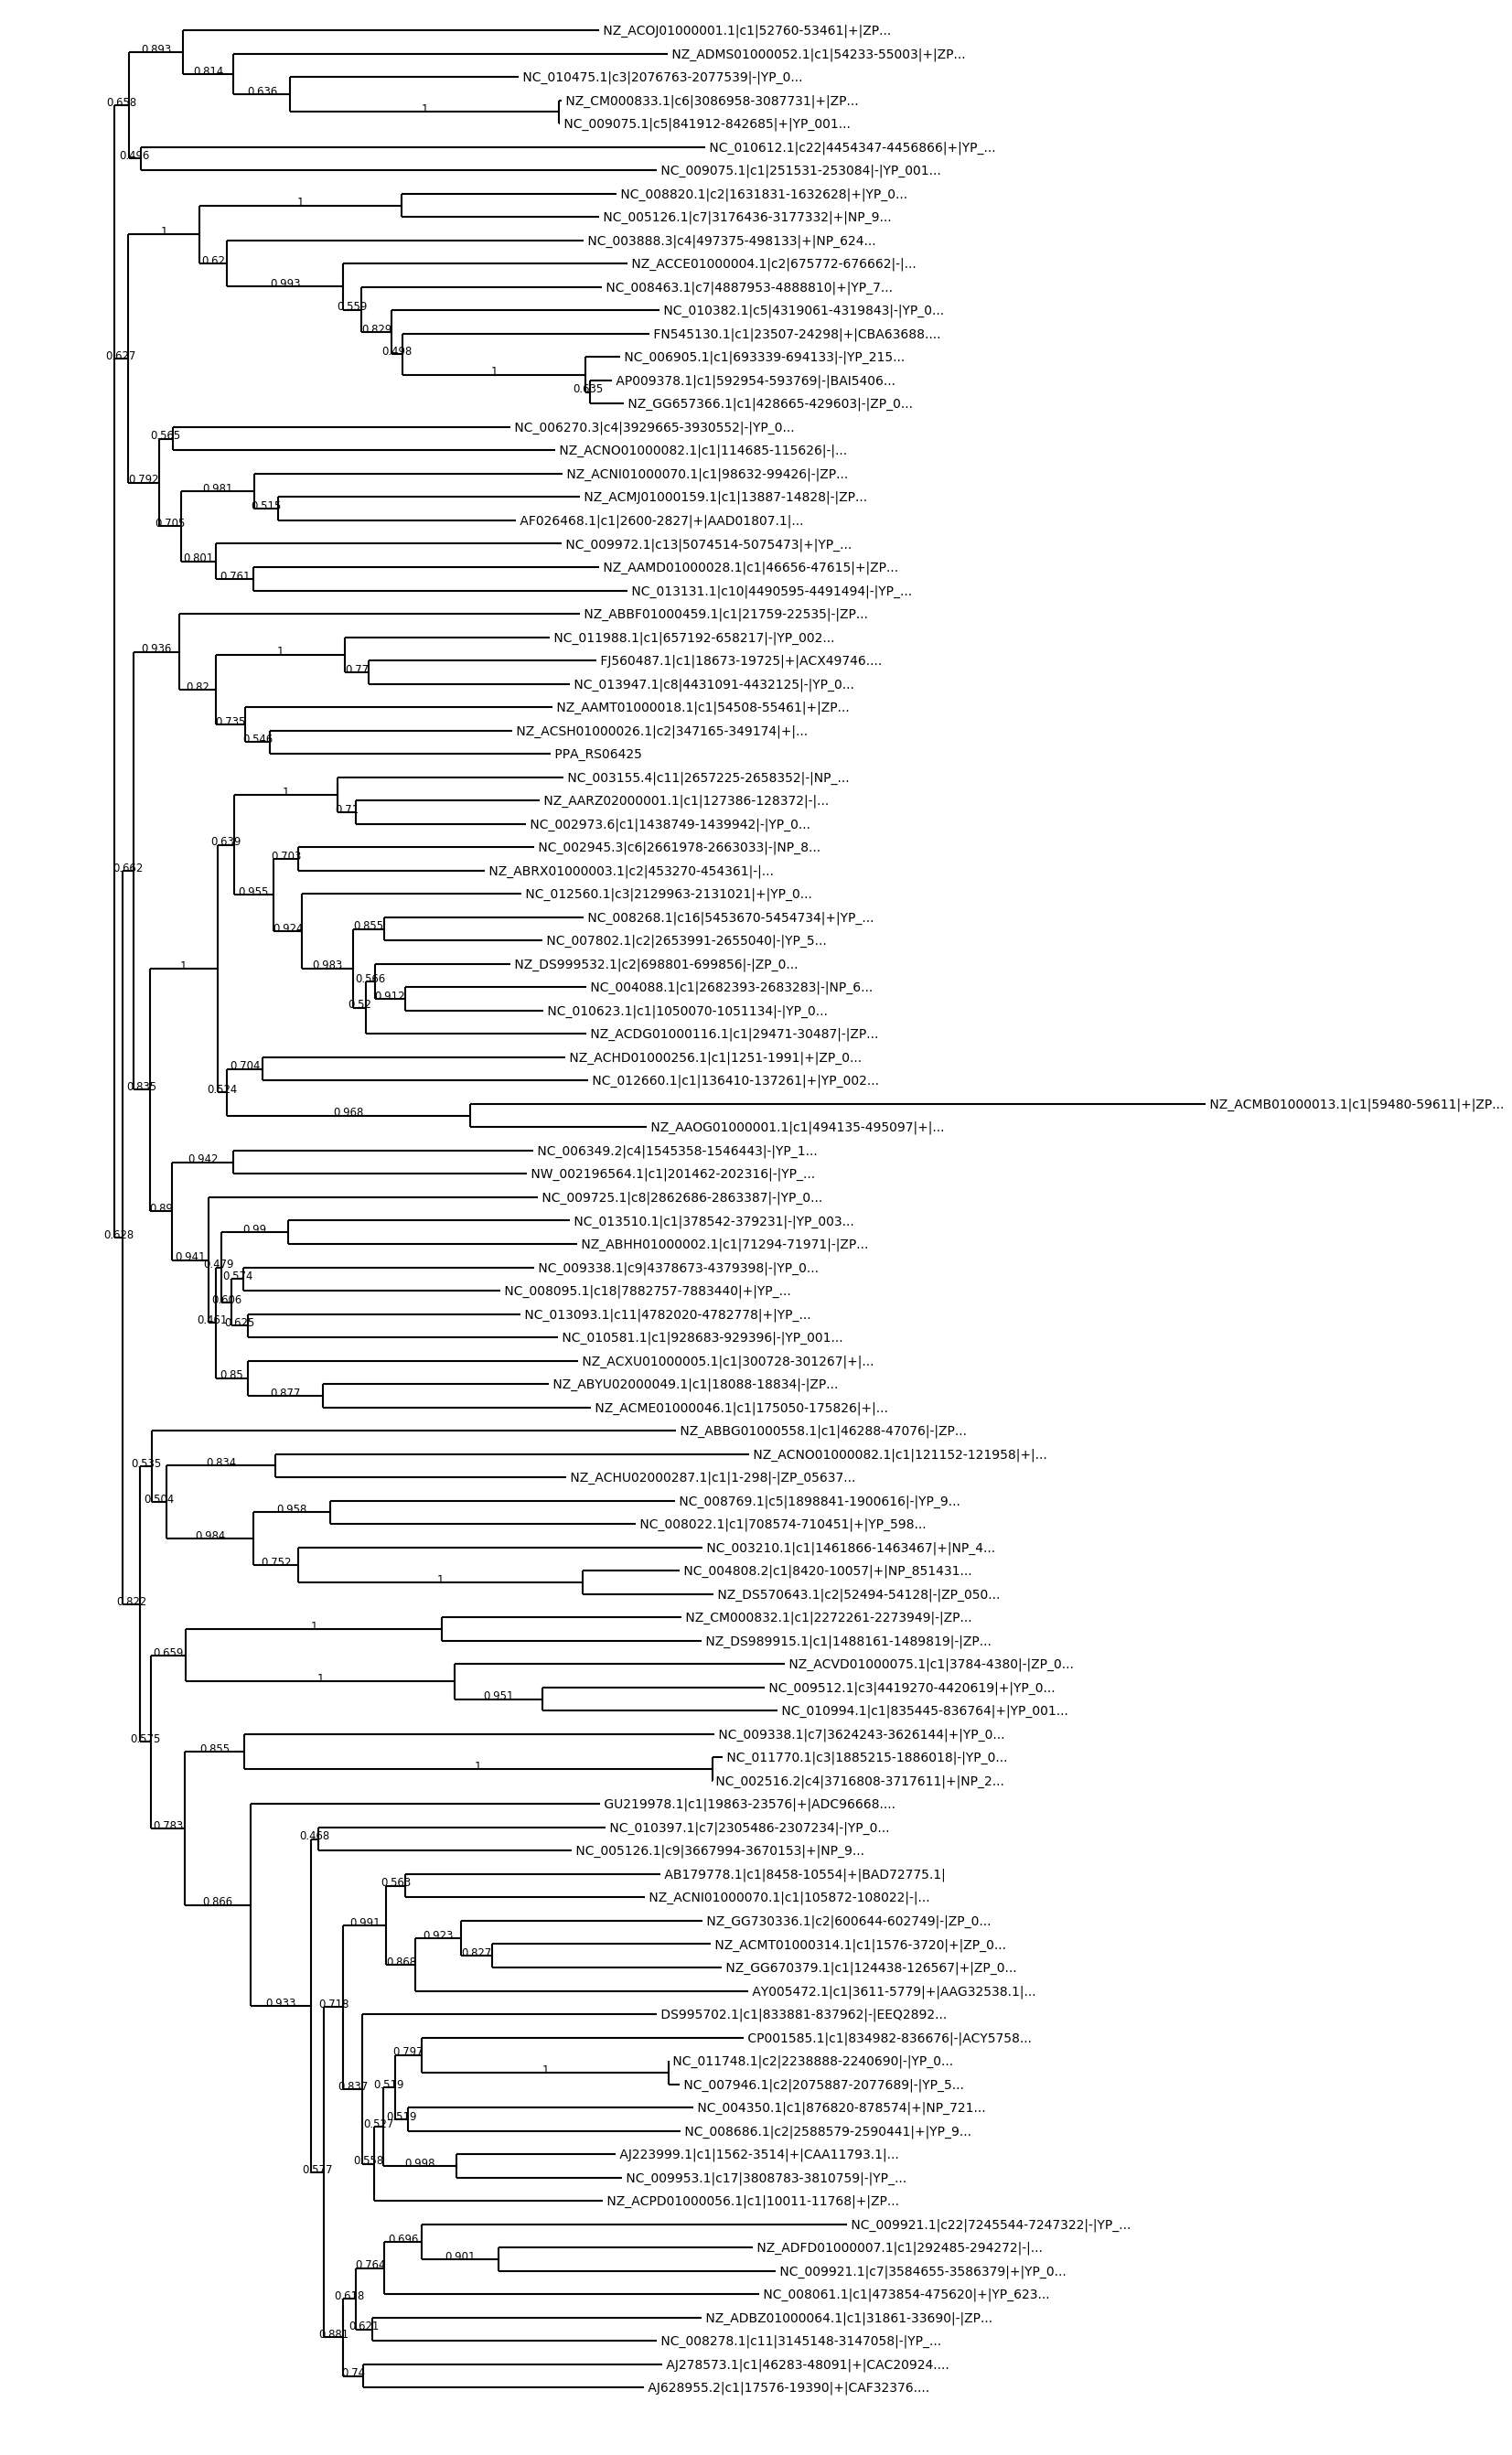 NZ_ACOJ01000001.1|c1|52760-53461|+|ZP...
0.893
NZ_ADMS01000052.1|c1|54233-55003|+|ZP...
0.814
NC_010475.1|c3|2076763-2077539|-|YP_0...
0.636
NZ_CM000833.1|c6|3086958-3087731|+|ZP...
0.658
1
NC_009075.1|c5|841912-842685|+|YP_001...
NC_010612.1|c22|4454347-4456866|+|YP_...
0.496
NC_009075.1|c1|251531-253084|-|YP_001...
NC_008820.1|c2|1631831-1632628|+|YP_0...
1
NC_005126.1|c7|3176436-3177332|+|NP_9...
1
NC_003888.3|c4|497375-498133|+|NP_624...
0.62
NZ_ACCE01000004.1|c2|675772-676662|-|...
0.993
NC_008463.1|c7|4887953-4888810|+|YP_7...
0.559
NC_010382.1|c5|4319061-4319843|-|YP_0...
0.829
FN545130.1|c1|23507-24298|+|CBA63688....
0.498
0.627
NC_006905.1|c1|693339-694133|-|YP_215...
1
AP009378.1|c1|592954-593769|-|BAI5406...
0.635
NZ_GG657366.1|c1|428665-429603|-|ZP_0...
NC_006270.3|c4|3929665-3930552|-|YP_0...
0.565
NZ_ACNO01000082.1|c1|114685-115626|-|...
NZ_ACNI01000070.1|c1|98632-99426|-|ZP...
0.792
0.981
NZ_ACMJ01000159.1|c1|13887-14828|-|ZP...
0.515
AF026468.1|c1|2600-2827|+|AAD01807.1|...
0.705
NC_009972.1|c13|5074514-5075473|+|YP_...
0.801
NZ_AAMD01000028.1|c1|46656-47615|+|ZP...
0.761
NC_013131.1|c10|4490595-4491494|-|YP_...
NZ_ABBF01000459.1|c1|21759-22535|-|ZP...
NC_011988.1|c1|657192-658217|-|YP_002...
0.936
1
FJ560487.1|c1|18673-19725|+|ACX49746....
0.77
NC_013947.1|c8|4431091-4432125|-|YP_0...
0.82
NZ_AAMT01000018.1|c1|54508-55461|+|ZP...
0.735
NZ_ACSH01000026.1|c2|347165-349174|+|...
0.546
PPA_RS06425
NC_003155.4|c11|2657225-2658352|-|NP_...
1
NZ_AARZ02000001.1|c1|127386-128372|-|...
0.71
NC_002973.6|c1|1438749-1439942|-|YP_0...
0.639
NC_002945.3|c6|2661978-2663033|-|NP_8...
0.703
0.662
NZ_ABRX01000003.1|c2|453270-454361|-|...
0.955
NC_012560.1|c3|2129963-2131021|+|YP_0...
NC_008268.1|c16|5453670-5454734|+|YP_...
0.855
0.924
NC_007802.1|c2|2653991-2655040|-|YP_5...
NZ_DS999532.1|c2|698801-699856|-|ZP_0...
1
0.983
0.566
NC_004088.1|c1|2682393-2683283|-|NP_6...
0.912
0.52
NC_010623.1|c1|1050070-1051134|-|YP_0...
NZ_ACDG01000116.1|c1|29471-30487|-|ZP...
NZ_ACHD01000256.1|c1|1251-1991|+|ZP_0...
0.704
NC_012660.1|c1|136410-137261|+|YP_002...
0.835
0.524
NZ_ACMB01000013.1|c1|59480-59611|+|ZP...
0.968
NZ_AAOG01000001.1|c1|494135-495097|+|...
NC_006349.2|c4|1545358-1546443|-|YP_1...
0.942
NW_002196564.1|c1|201462-202316|-|YP_...
NC_009725.1|c8|2862686-2863387|-|YP_0...
0.89
NC_013510.1|c1|378542-379231|-|YP_003...
0.99
0.628
NZ_ABHH01000002.1|c1|71294-71971|-|ZP...
0.941
0.479
NC_009338.1|c9|4378673-4379398|-|YP_0...
0.574
NC_008095.1|c18|7882757-7883440|+|YP_...
0.606
NC_013093.1|c11|4782020-4782778|+|YP_...
0.461
0.625
NC_010581.1|c1|928683-929396|-|YP_001...
NZ_ACXU01000005.1|c1|300728-301267|+|...
0.85
NZ_ABYU02000049.1|c1|18088-18834|-|ZP...
0.877
NZ_ACME01000046.1|c1|175050-175826|+|...
NZ_ABBG01000558.1|c1|46288-47076|-|ZP...
NZ_ACNO01000082.1|c1|121152-121958|+|...
0.535
0.834
NZ_ACHU02000287.1|c1|1-298|-|ZP_05637...
0.504
NC_008769.1|c5|1898841-1900616|-|YP_9...
0.958
NC_008022.1|c1|708574-710451|+|YP_598...
0.984
NC_003210.1|c1|1461866-1463467|+|NP_4...
0.752
NC_004808.2|c1|8420-10057|+|NP_851431...
1
NZ_DS570643.1|c2|52494-54128|-|ZP_050...
0.822
NZ_CM000832.1|c1|2272261-2273949|-|ZP...
1
NZ_DS989915.1|c1|1488161-1489819|-|ZP...
0.659
NZ_ACVD01000075.1|c1|3784-4380|-|ZP_0...
1
NC_009512.1|c3|4419270-4420619|+|YP_0...
0.951
NC_010994.1|c1|835445-836764|+|YP_001...
NC_009338.1|c7|3624243-3626144|+|YP_0...
0.575
0.855
NC_011770.1|c3|1885215-1886018|-|YP_0...
1
NC_002516.2|c4|3716808-3717611|+|NP_2...
GU219978.1|c1|19863-23576|+|ADC96668....
0.783
NC_010397.1|c7|2305486-2307234|-|YP_0...
0.468
NC_005126.1|c9|3667994-3670153|+|NP_9...
AB179778.1|c1|8458-10554|+|BAD72775.1|
0.563
NZ_ACNI01000070.1|c1|105872-108022|-|...
0.866
NZ_GG730336.1|c2|600644-602749|-|ZP_0...
0.991
0.923
NZ_ACMT01000314.1|c1|1576-3720|+|ZP_0...
0.827
0.868
NZ_GG670379.1|c1|124438-126567|+|ZP_0...
AY005472.1|c1|3611-5779|+|AAG32538.1|...
0.933
0.718
DS995702.1|c1|833881-837962|-|EEQ2892...
CP001585.1|c1|834982-836676|-|ACY5758...
0.797
NC_011748.1|c2|2238888-2240690|-|YP_0...
1
0.837
0.519
NC_007946.1|c2|2075887-2077689|-|YP_5...
NC_004350.1|c1|876820-878574|+|NP_721...
0.519
0.527
NC_008686.1|c2|2588579-2590441|+|YP_9...
AJ223999.1|c1|1562-3514|+|CAA11793.1|...
0.558
0.998
0.577
NC_009953.1|c17|3808783-3810759|-|YP_...
NZ_ACPD01000056.1|c1|10011-11768|+|ZP...
NC_009921.1|c22|7245544-7247322|-|YP_...
0.696
NZ_ADFD01000007.1|c1|292485-294272|-|...
0.901
0.764
NC_009921.1|c7|3584655-3586379|+|YP_0...
NC_008061.1|c1|473854-475620|+|YP_623...
0.618
NZ_ADBZ01000064.1|c1|31861-33690|-|ZP...
0.621
0.881
NC_008278.1|c11|3145148-3147058|-|YP_...
AJ278573.1|c1|46283-48091|+|CAC20924....
0.74
AJ628955.2|c1|17576-19390|+|CAF32376....